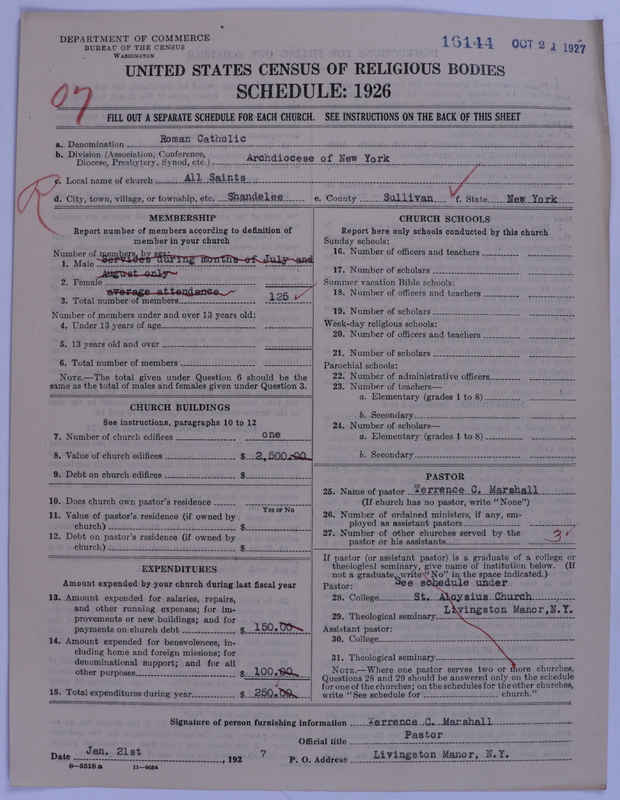 DEPARTMENT OF COMMERCE
BUREAU OF THE CENSUS
WASHINGTON
16144 OCT 21 1927
UNITED STATES CENSUS OF RELIGIOUS BODIES
SCHEDULE: 1926
07
FILL OUT A SEPARATE SCHEDULE FOR EACH CHURCH. SEE INSTRUCTIONS ON THE BACK OF THIS SHEET
a. Denomination Roman Catholic
b. Division (Association, Conference, Diocese, Presbytery, Synod, etc.) Archdiocese of New York
R
c. Local name of church All Saints
d. City, town, village, or township, etc. Shandelee e. County Sullivan f. State New York
MEMBERSHIP
Report number of members according to definition of
member in your church
Number of members, by sex:
Services during months of July and
1. Male
August only
2. Female
average attendance
3. Total number of members 125
Number of members under and over 13 years old:
4. Under 13 years of age
5. 13 years old and over
6. Total number of members
NOTE.—The total given under Question 6 should be the
same as the total of males and females given under Question 3.
CHURCH BUILDINGS
See instructions, paragraphs 10 to 12
7. Number of church edifices one
8. Value of church edifices $ 2,500.00
9. Debt on church edifices $
10. Does church own pastor's residence
Yes or No
11. Value of pastor's residence (if owned by
church) $
12. Debt on pastor's residence (if owned by
church) $
EXPENDITURES
Amount expended by your church during last fiscal year
13. Amount expended for salaries, repairs,
and other running expenses; for im-
provements or new buildings; and for
payments on church debt $ 150.00
14. Amount expended for benevolences, in-
cluding home and foreign missions; for
denominational support; and for all
other purposes $ 100.00
15. Total expenditures during year $ 250.00
CHURCH SCHOOLS
Report here only schools conducted by this church
Sunday schools:
16. Number of officers and teachers
17. Number of scholars
Summer vacation Bible schools:
18. Number of officers and teachers
19. Number of scholars
Week-day religious schools:
20. Number of officers and teachers
21. Number of scholars
Parochial schools:
22. Number of administrative officers
23. Number of teachers—
a. Elementary (grades 1 to 8)
b. Secondary
24. Number of scholars—
a. Elementary (grades 1 to 8)
b. Secondary
PASTOR
25. Name of pastor Terrence C. Marshall
(If church has no pastor, write "None")
26. Number of ordained ministers, if any, em-
ployed as assistant pastors
27. Number of other churches served by the
pastor or his assistants 3
If pastor (or assistant pastor) is a graduate of a college or
theological seminary, give name of institution below. (If
not a graduate, write "No" in the space indicated.)
Pastor: See schedule under
28. College St. Aloysius Church
29. Theological seminary Livingston Manor, N.Y.
Assistant pastor:
30. College
31. Theological seminary
NOTE.—Where one pastor serves two or more churches,
Questions 28 and 29 should be answered only on the schedule
for one of the churches; on the schedules for the other churches,
write "See schedule for church."
Signature of person furnishing information Terrence C. Marshall
Official title Pastor
Date Jan. 21st, 1927 P. O. Address Livingston Manor, N.Y.
8—5318 a 11—9054